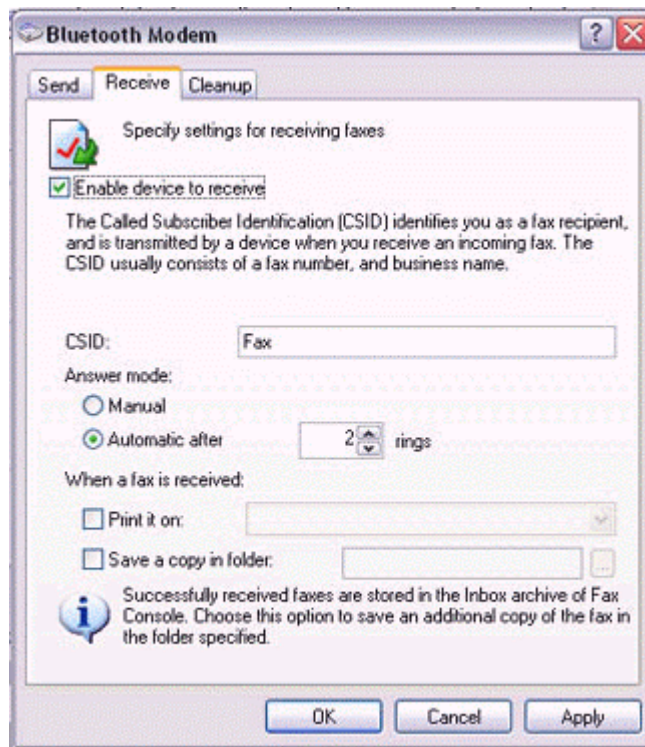 Bluetooth Modem
Send Receive Cleanup
Specify settings for receiving faxes
Enable device to receive
The Called Subscriber Identification (CSID) identifies you as a fax recipient,
and is transmitted by a device when you receive an incoming fax. The
CSID usually consists of a fax number, and business name.
CSID: Fax
Answer mode:
Manual
Automatic after 2 rings
When a fax is received:
Print it on:
Save a copy in folder: ...
Successfully received faxes are stored in the Inbox archive of Fax
Console. Choose this option to save an additional copy of the fax in
the folder specified.
OK Cancel Apply